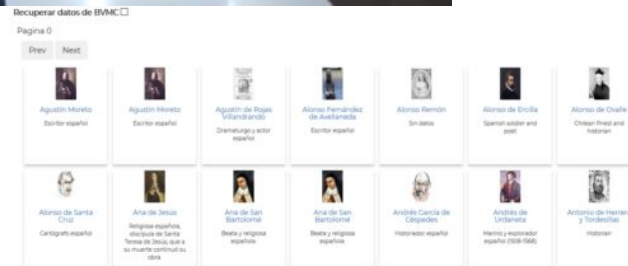 Recuperar datos de BVMC
Pagina 0
Prev Next
Agustín Moreto
Escritor español
Agustín Moreto
Escritor español
Agustín de Rojas
Villandrando
Dramaturgo y actor
español
Alonso Fernández
de Avellaneda
Escritor español
Alonso Remón
Sin datos
Alonso de Ercilla
Spanish soldier and
poet
Alonso de Ovalle
Chilean Priest and
historian
Alonso de Santa
Cruz
Cartógrafo español
Ana de Jesús
Religiosa española,
discípula de Santa
Teresa de Jesús, que a
su muerte continuó su
obra
Ana de San
Bartolomé
Beata y religiosa
española.
Ana de San
Bartolomé
Beata y religiosa
española.
Andrés García de
Céspedes
Historiador español
Andrés de
Urdaneta
Marino y explorador
español (1508-1568)
Antonio de Herrera
y Tordesillas
Historian